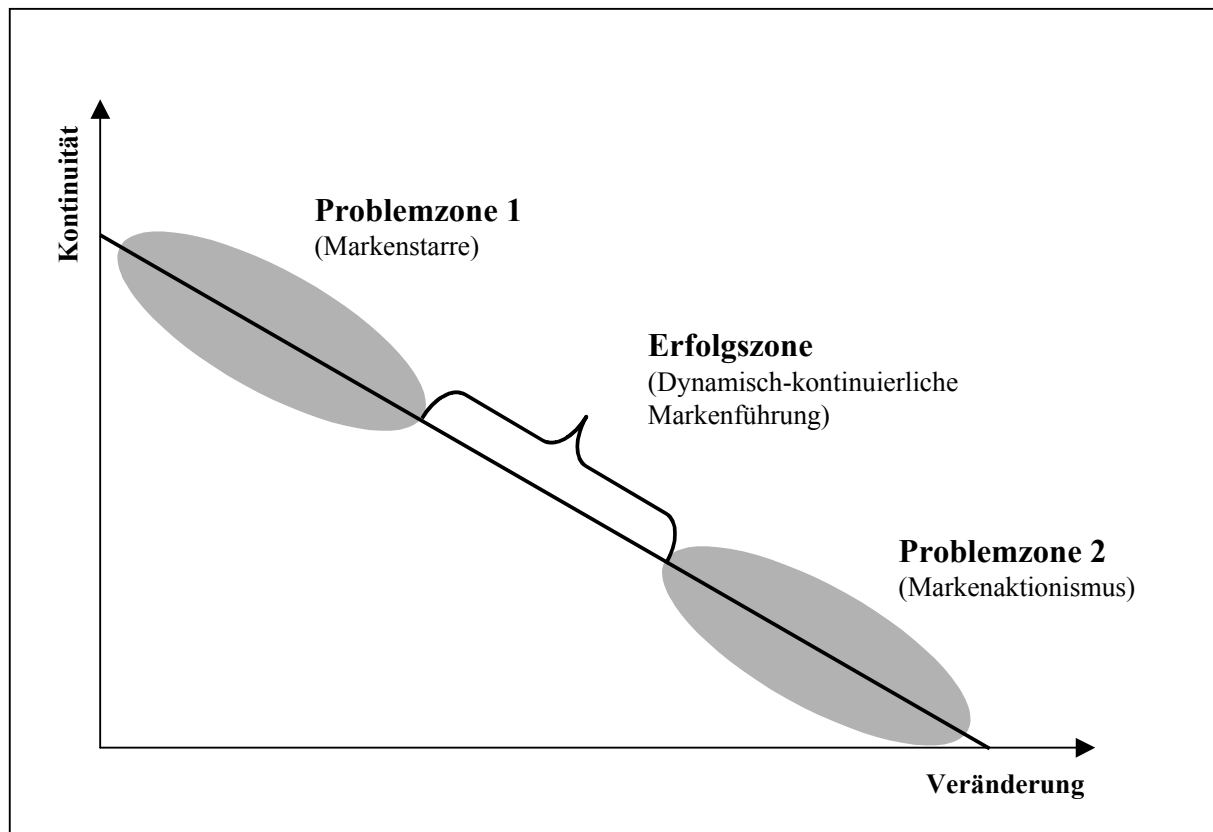 Kontinuität
Problemzone 1
(Markenstarre)
Erfolgszone
(Dynamisch-kontinuierliche
Markenführung)
Problemzone 2
(Markenaktionismus)
Veränderung